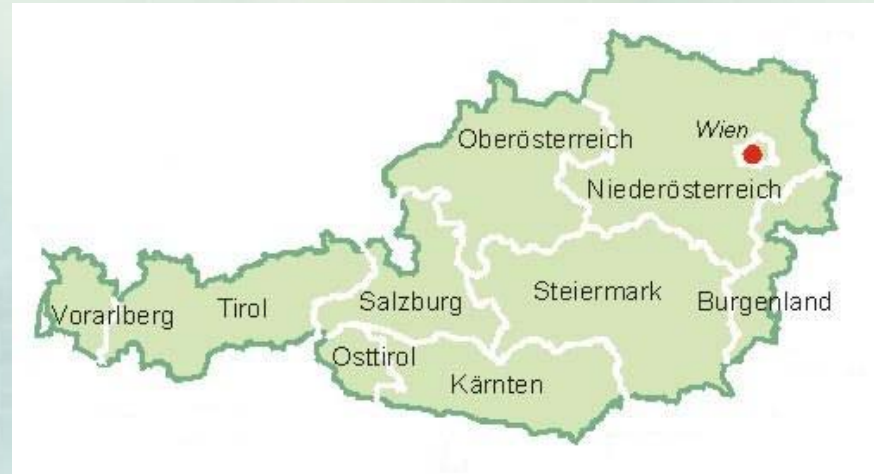 Oberösterreich
Wien
Niederösterreich
Vorarlberg
Tirol
Salzburg
Steiermark
Burgenland
Osttirol
Kärnten